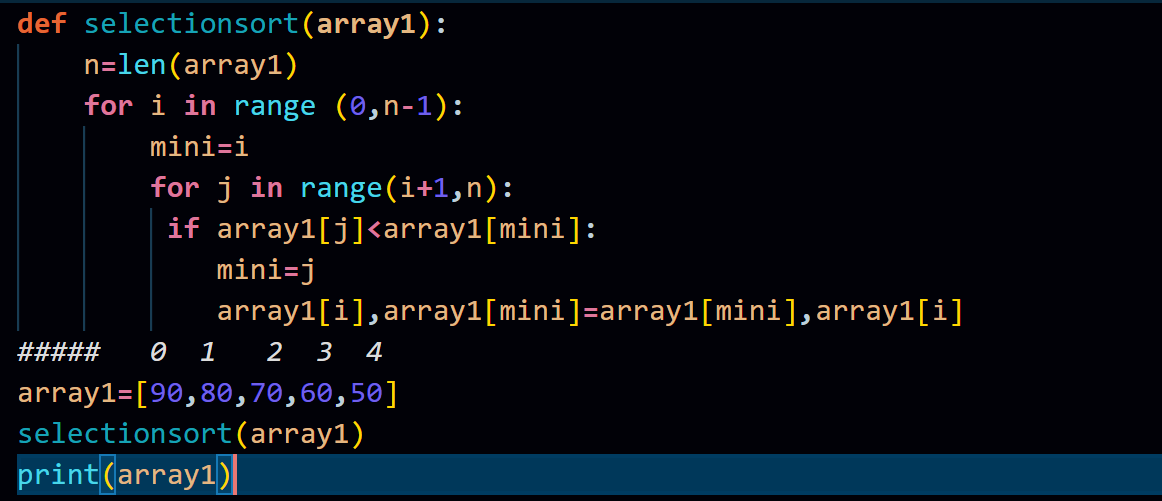 def selectionsort(array1):
    n=len(array1)
    for i in range (0,n-1):
        mini=i
        for j in range(i+1,n):
         if array1[j]<array1[mini]:
            mini=j
            array1[i],array1[mini]=array1[mini],array1[i]
#####   0  1   2  3  4
array1=[90,80,70,60,50]
selectionsort(array1)
print(array1)